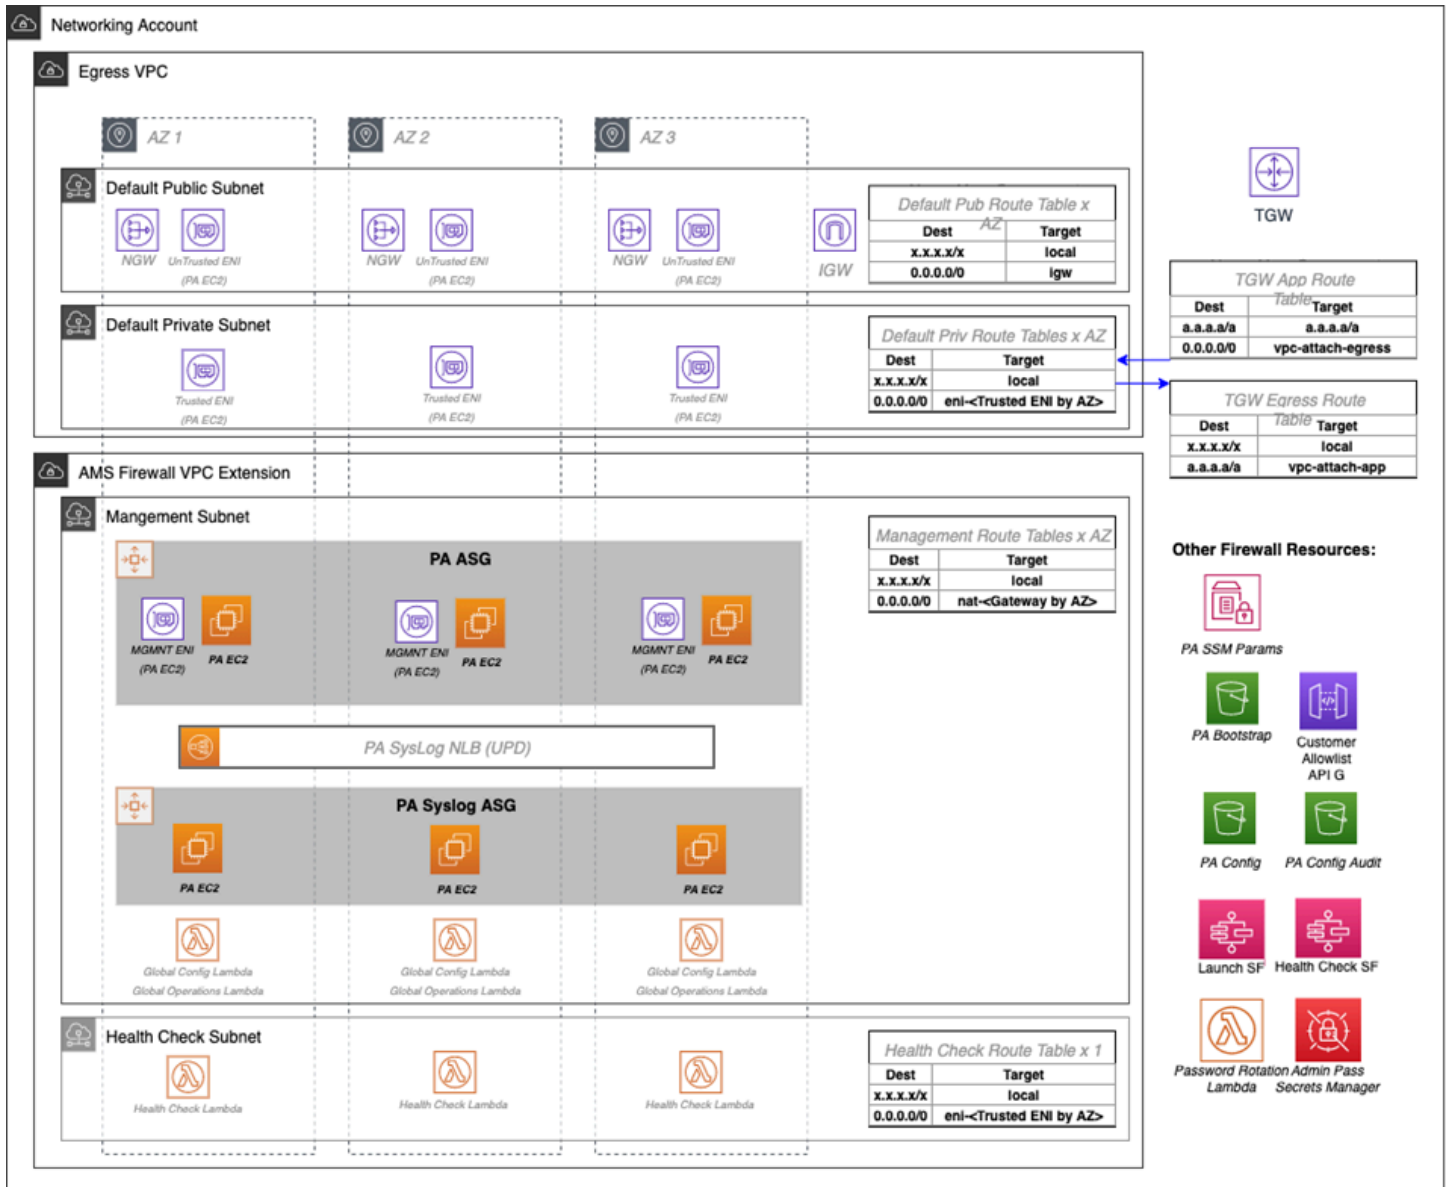 Networking Account
Egress VPC
AZ 1
AZ 2
AZ 3
Default Public Subnet
NGW
UnTrusted ENI
(PA EC2)
NGW
UnTrusted ENI
(PA EC2)
NGW
UnTrusted ENI
(PA EC2)
IGW
Default Pub Route Table x
AZ
Dest Target
x.x.x.x/x local
0.0.0.0/0 igw
TGW
TGW App Route
Table
Dest Target
a.a.a.a/a a.a.a.a/a
0.0.0.0/0 vpc-attach-egress
Default Private Subnet
Trusted ENI
(PA EC2)
Trusted ENI
(PA EC2)
Trusted ENI
(PA EC2)
Default Priv Route Tables x AZ
Dest Target
x.x.x.x/x local
0.0.0.0/0 eni-<Trusted ENI by AZ>
TGW Egress Route
Table
Dest Target
x.x.x.x/x local
a.a.a.a/a vpc-attach-app
AMS Firewall VPC Extension
Mangement Subnet
PA ASG
MGMNT ENI
(PA EC2)
PA EC2
MGMNT ENI
(PA EC2)
PA EC2
MGMNT ENI
(PA EC2)
PA EC2
Management Route Tables x AZ
Dest Target
x.x.x.x/x local
0.0.0.0/0 nat-<Gateway by AZ>
PA SysLog NLB (UPD)
PA Syslog ASG
PA EC2
PA EC2
PA EC2
Global Config Lambda
Global Operations Lambda
Global Config Lambda
Global Operations Lambda
Global Config Lambda
Global Operations Lambda
Health Check Subnet
Health Check Lambda
Health Check Lambda
Health Check Lambda
Health Check Route Table x 1
Dest Target
x.x.x.x/x local
0.0.0.0/0 eni-<Trusted ENI by AZ>
Other Firewall Resources:
PA SSM Params
PA Bootstrap
Customer
Allowlist
API G
PA Config
PA Config Audit
Launch SF
Health Check SF
Password Rotation
Lambda
Admin Pass
Secrets Manager